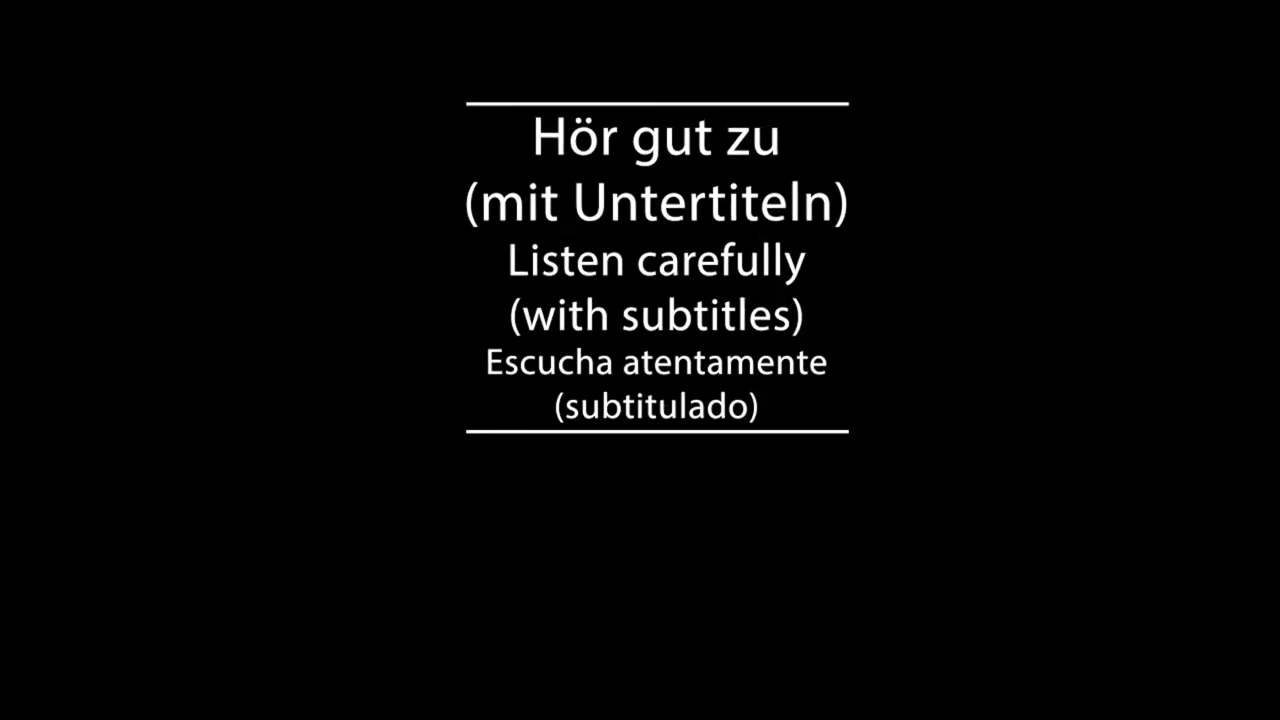 Hör gut zu
(mit Untertiteln)
Listen carefully
(with subtitles)
Escucha atentamente
(subtitulado)